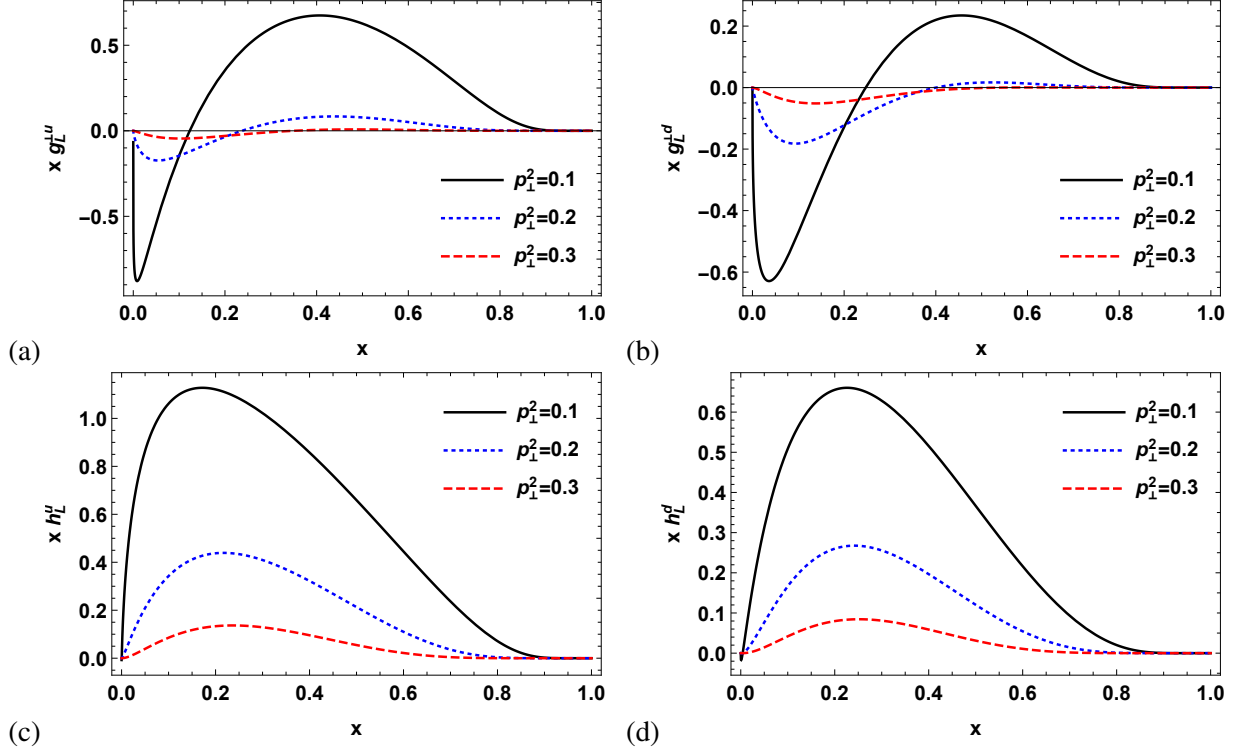 0.5
0.0
−0.5
x g_L^{⊥u}
p_⊥^2=0.1
p_⊥^2=0.2
p_⊥^2=0.3
0.0 0.2 0.4 0.6 0.8 1.0
x
(a)
0.2
0.0
−0.2
−0.4
−0.6
x g_L^{⊥d}
p_⊥^2=0.1
p_⊥^2=0.2
p_⊥^2=0.3
0.0 0.2 0.4 0.6 0.8 1.0
x
(b)
1.0
0.8
0.6
0.4
0.2
0.0
x h_L^u
p_⊥^2=0.1
p_⊥^2=0.2
p_⊥^2=0.3
0.0 0.2 0.4 0.6 0.8 1.0
x
(c)
0.6
0.5
0.4
0.3
0.2
0.1
0.0
x h_L^d
p_⊥^2=0.1
p_⊥^2=0.2
p_⊥^2=0.3
0.0 0.2 0.4 0.6 0.8 1.0
x
(d)